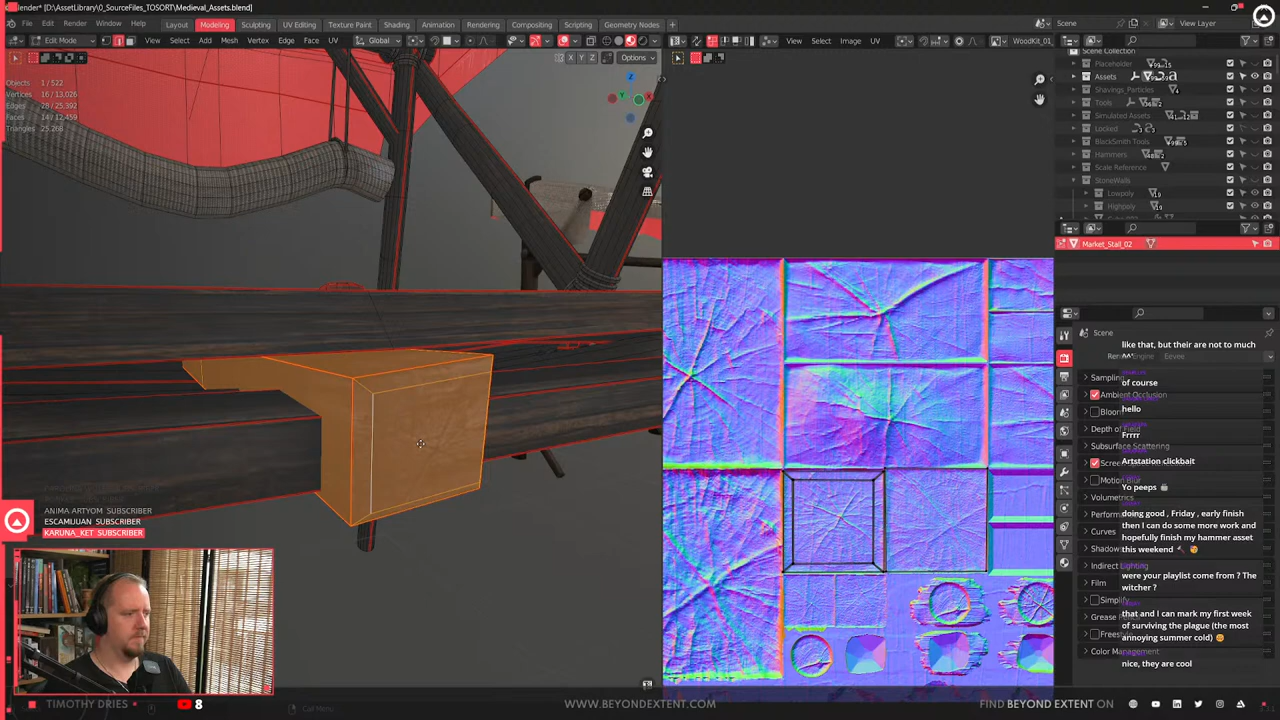 Blender* [D:\AssetLibrary\0_SourceFiles_TOSORT\Medieval_Assets.blend]
File Edit Render Window Help Layout Modeling Sculpting UV Editing Texture Paint Shading Animation Rendering Compositing Scripting Geometry Nodes + Scene View Layer
Edit Mode View Select Add Mesh Vertex Edge Face UV Global View Select Image UV WoodKit_01
X Y Z Options
Objects 1 / 522
Vertices 16 / 13,026
Edges 28 / 25,392
Faces 14 / 12,459
Triangles 25,268
Scene Collection
Placeholder
Assets
Shavings_Particles
Tools
Simulated Assets
Locked
BlackSmith Tools
Hammers
Scale Reference
StoneWalls
Lowpoly
Highpoly
Market_Stall_02
Scene
like that, but their are not to much
^^
Eevee
Sampling
of course
Ambient Occlusion
hello
Depth of Field
Frrrr
Subsurface Scattering
Artstation clickbait
Motion Blur
Yo peeps
Volumetrics
doing good , Friday , early finish
then I can do some more work and
hopefully finish my hammer asset
this weekend
Curves
Indirect Lighting
Film
were your playlist come from ? The
witcher ?
that and I can mark my first week
of surviving the plague (the most
annoying summer cold)
Color Management
nice, they are cool
ANIMA ARTYOM SUBSCRIBER
ESCAMIJUAN SUBSCRIBER
KARUNA_KET SUBSCRIBER
Call Menu
TIMOTHY DRIES 8 WWW.BEYONDEXTENT.COM FIND BEYOND EXTENT ON